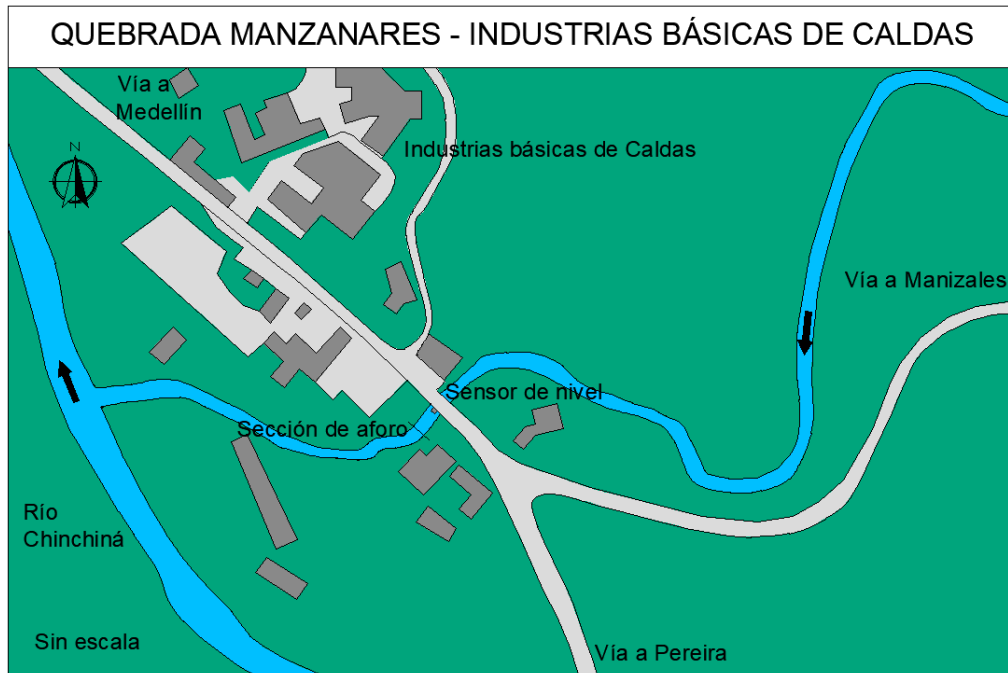 QUEBRADA MANZANARES - INDUSTRIAS BÁSICAS DE CALDAS
Vía a
Medellín
N
Industrias básicas de Caldas
Vía a Manizales
Sensor de nivel
Sección de aforo
Río
Chinchiná
Sin escala
Vía a Pereira